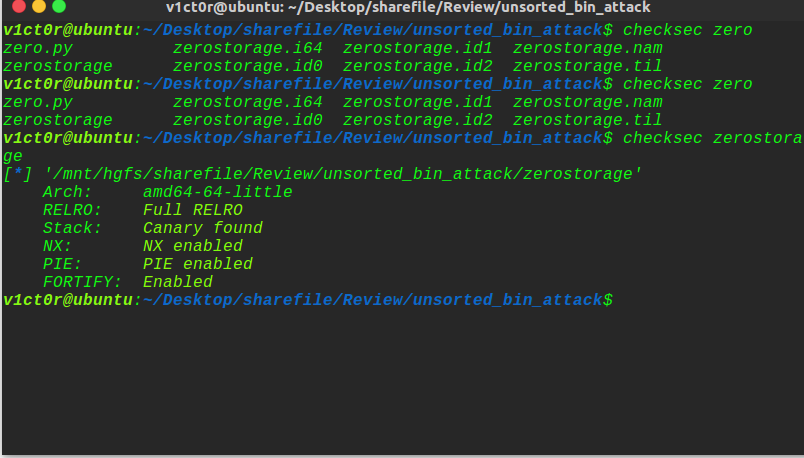 v1ct0r@ubuntu: ~/Desktop/sharefile/Review/unsorted_bin_attack
v1ct0r@ubuntu:~/Desktop/sharefile/Review/unsorted_bin_attack$ checksec zero
zero.py          zerostorage.i64  zerostorage.id1  zerostorage.nam
zerostorage      zerostorage.id0  zerostorage.id2  zerostorage.til
v1ct0r@ubuntu:~/Desktop/sharefile/Review/unsorted_bin_attack$ checksec zero
zero.py          zerostorage.i64  zerostorage.id1  zerostorage.nam
zerostorage      zerostorage.id0  zerostorage.id2  zerostorage.til
v1ct0r@ubuntu:~/Desktop/sharefile/Review/unsorted_bin_attack$ checksec zerostora
ge
[*] '/mnt/hgfs/sharefile/Review/unsorted_bin_attack/zerostorage'
    Arch:     amd64-64-little
    RELRO:    Full RELRO
    Stack:    Canary found
    NX:       NX enabled
    PIE:      PIE enabled
    FORTIFY:  Enabled
v1ct0r@ubuntu:~/Desktop/sharefile/Review/unsorted_bin_attack$